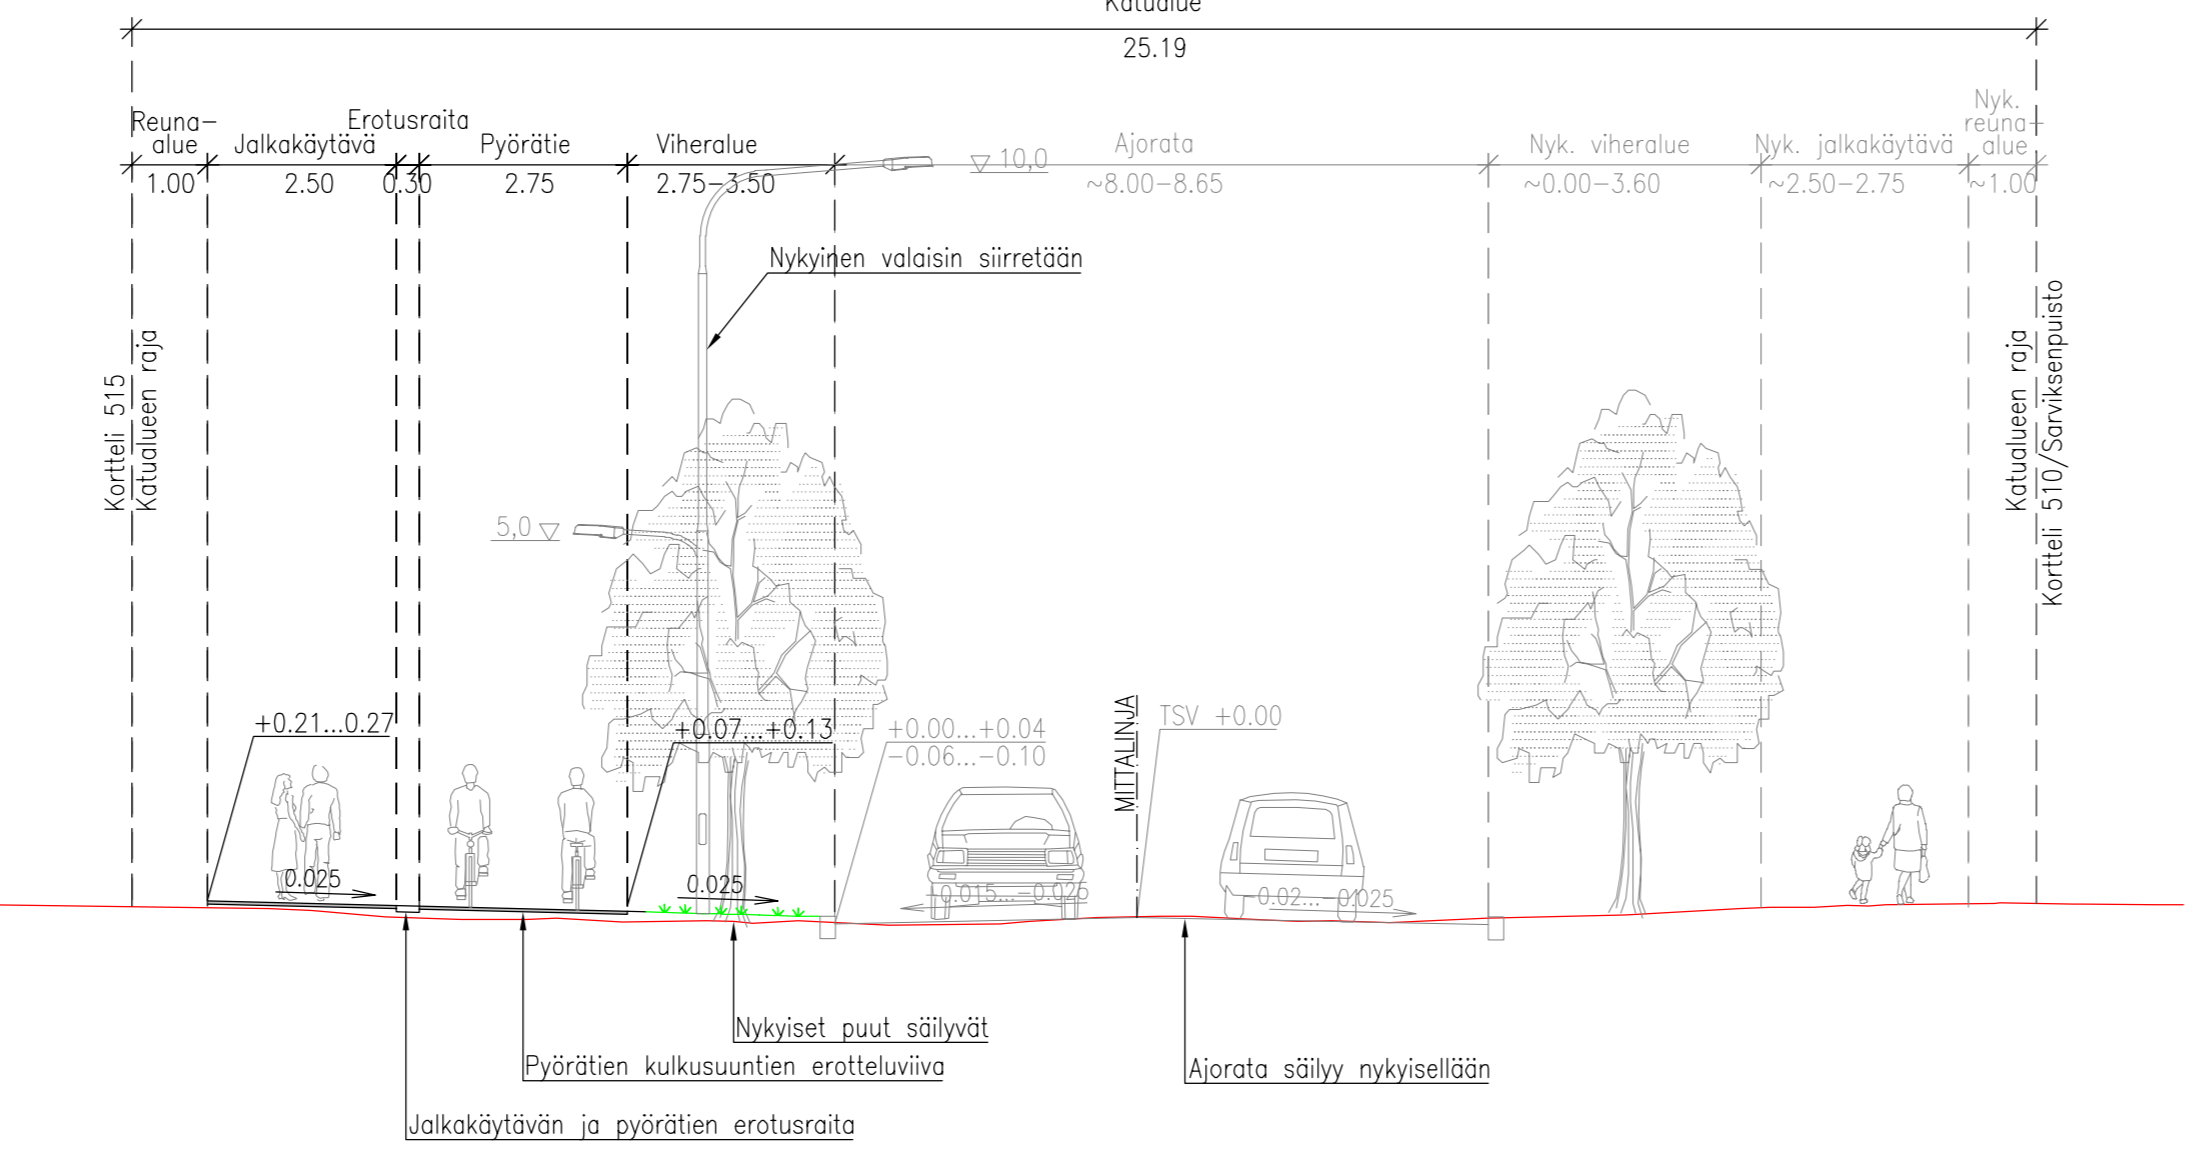 Katualue
25.19
Reuna-
alue
Jalkakäytävä
Erotusraita
Pyörätie
Viheralue
Ajorata
Nyk. viheralue
Nyk. jalkakäytävä
Nyk.
reuna-
alue
1.00
2.50
0.30
2.75
2.75-3.50
10,0
~8.00-8.65
~0.00-3.60
~2.50-2.75
~1.00
Nykyinen valaisin siirretään
Kortteli 515
Katualueen raja
Katualueen raja
Kortteli 510/Sarviksenpuisto
5,0
+0.21...0.27
+0.07...+0.13
+0.00...+0.04
-0.06...-0.10
MITTALINJA
TSV +0.00
0.025
0.025
-0.015...-0.025
-0.02...-0.025
Nykyiset puut säilyvät
Pyörätien kulkusuuntien erotteluviiva
Ajorata säilyy nykyisellään
Jalkakäytävän ja pyörätien erotusraita